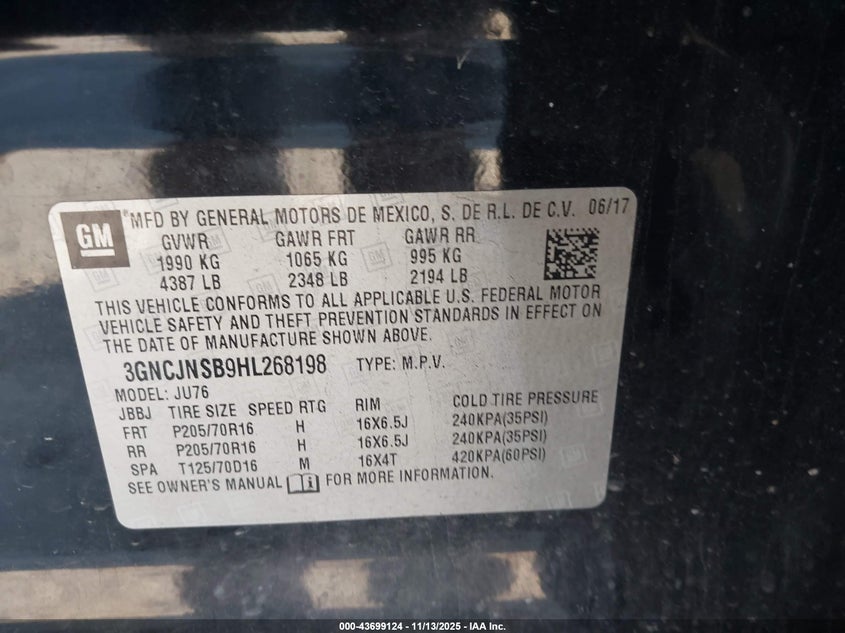 GM
®MFD BY GENERAL MOTORS DE MEXICO, S. DE R.L. DE C.V. 06/17
GVWR GAWR FRT GAWR RR
1990 KG 1065 KG 995 KG
4387 LB 2348 LB 2194 LB
THIS VEHICLE CONFORMS TO ALL APPLICABLE U.S. FEDERAL MOTOR
VEHICLE SAFETY AND THEFT PREVENTION STANDARDS IN EFFECT ON
THE DATE OF MANUFACTURE SHOWN ABOVE.
3GNCJNSB9HL268198 TYPE: M.P.V.
MODEL: JU76
JBBJ TIRE SIZE SPEED RTG RIM COLD TIRE PRESSURE
FRT P205/70R16 H 16X6.5J 240KPA(35PSI)
RR P205/70R16 H 16X6.5J 240KPA(35PSI)
SPA T125/70D16 M 16X4T 420KPA(60PSI)
SEE OWNER'S MANUAL FOR MORE INFORMATION.
000-43699124 - 11/13/2025 - IAA Inc.